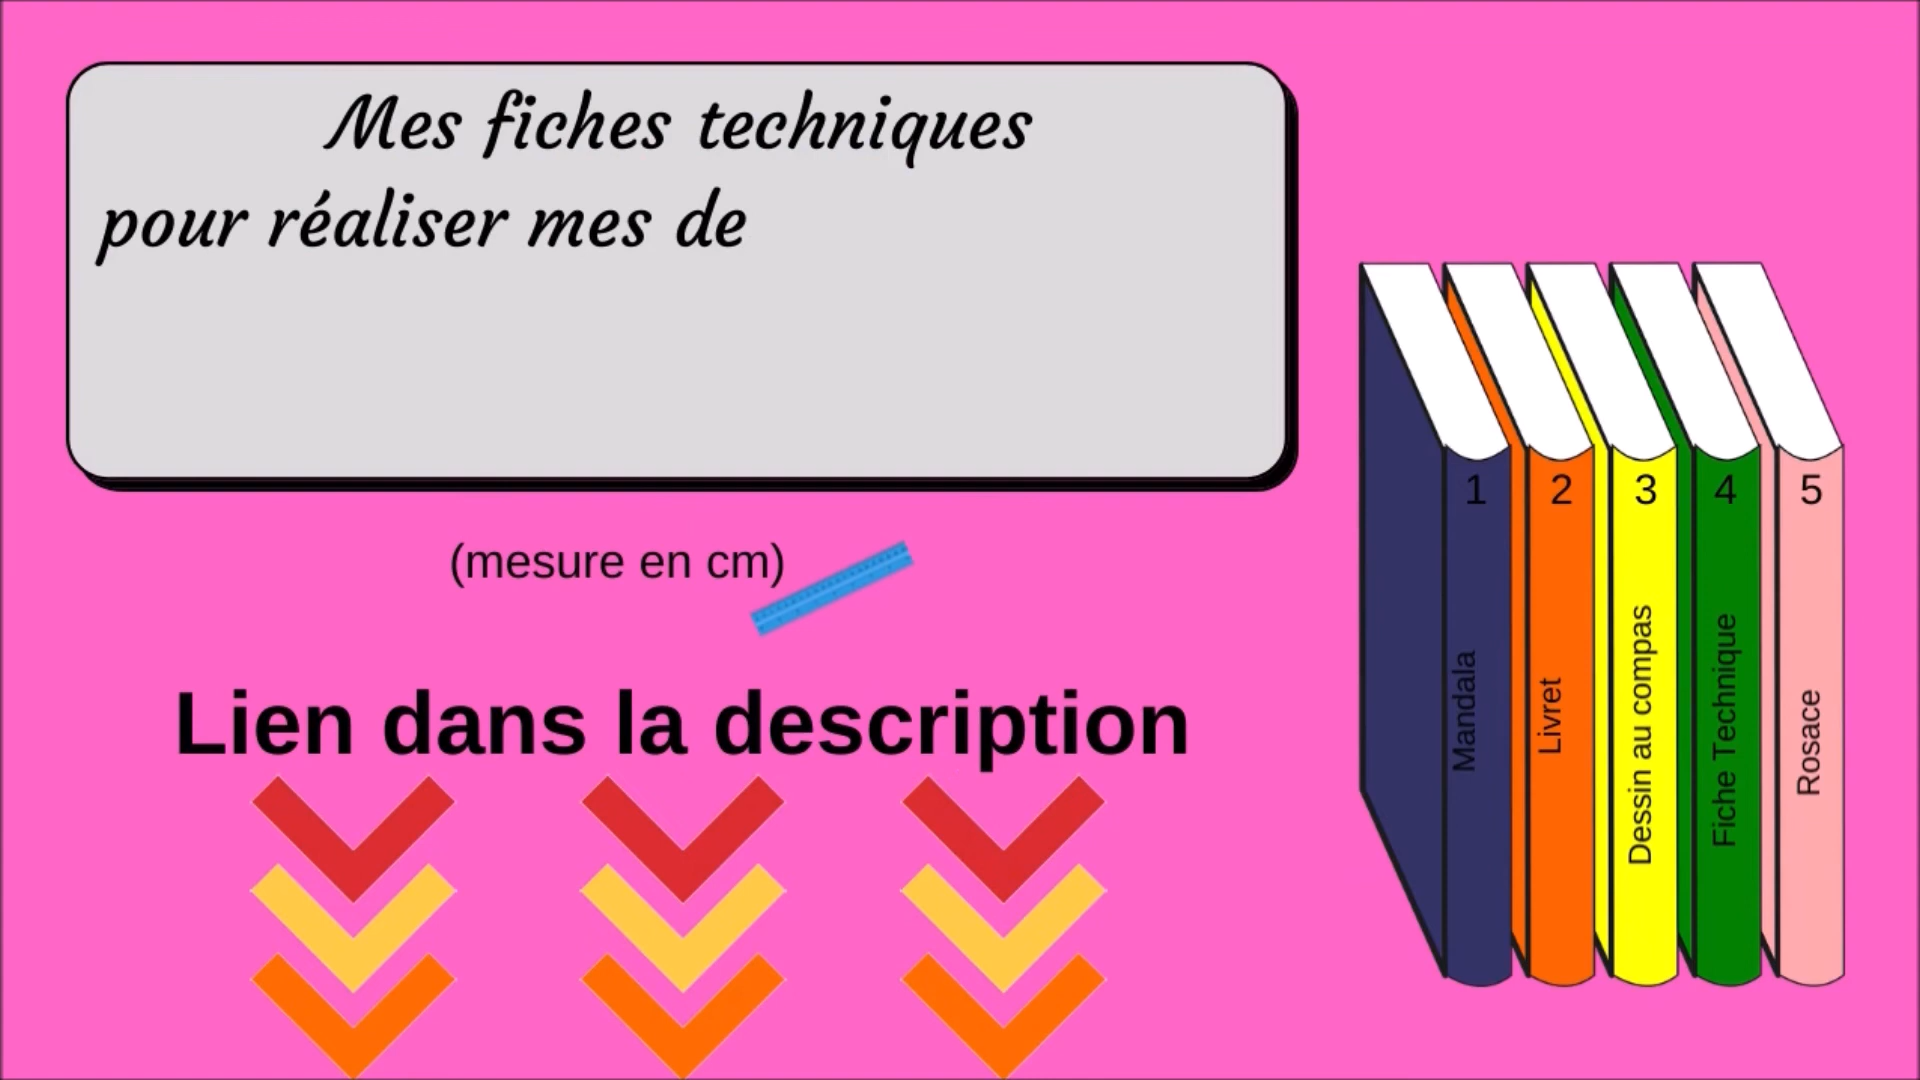 Mes fiches techniques
pour réaliser mes de
(mesure en cm)
Lien dans la description
1
2
3
4
5
Mandala
Livret
Dessin au compas
Fiche Technique
Rosace